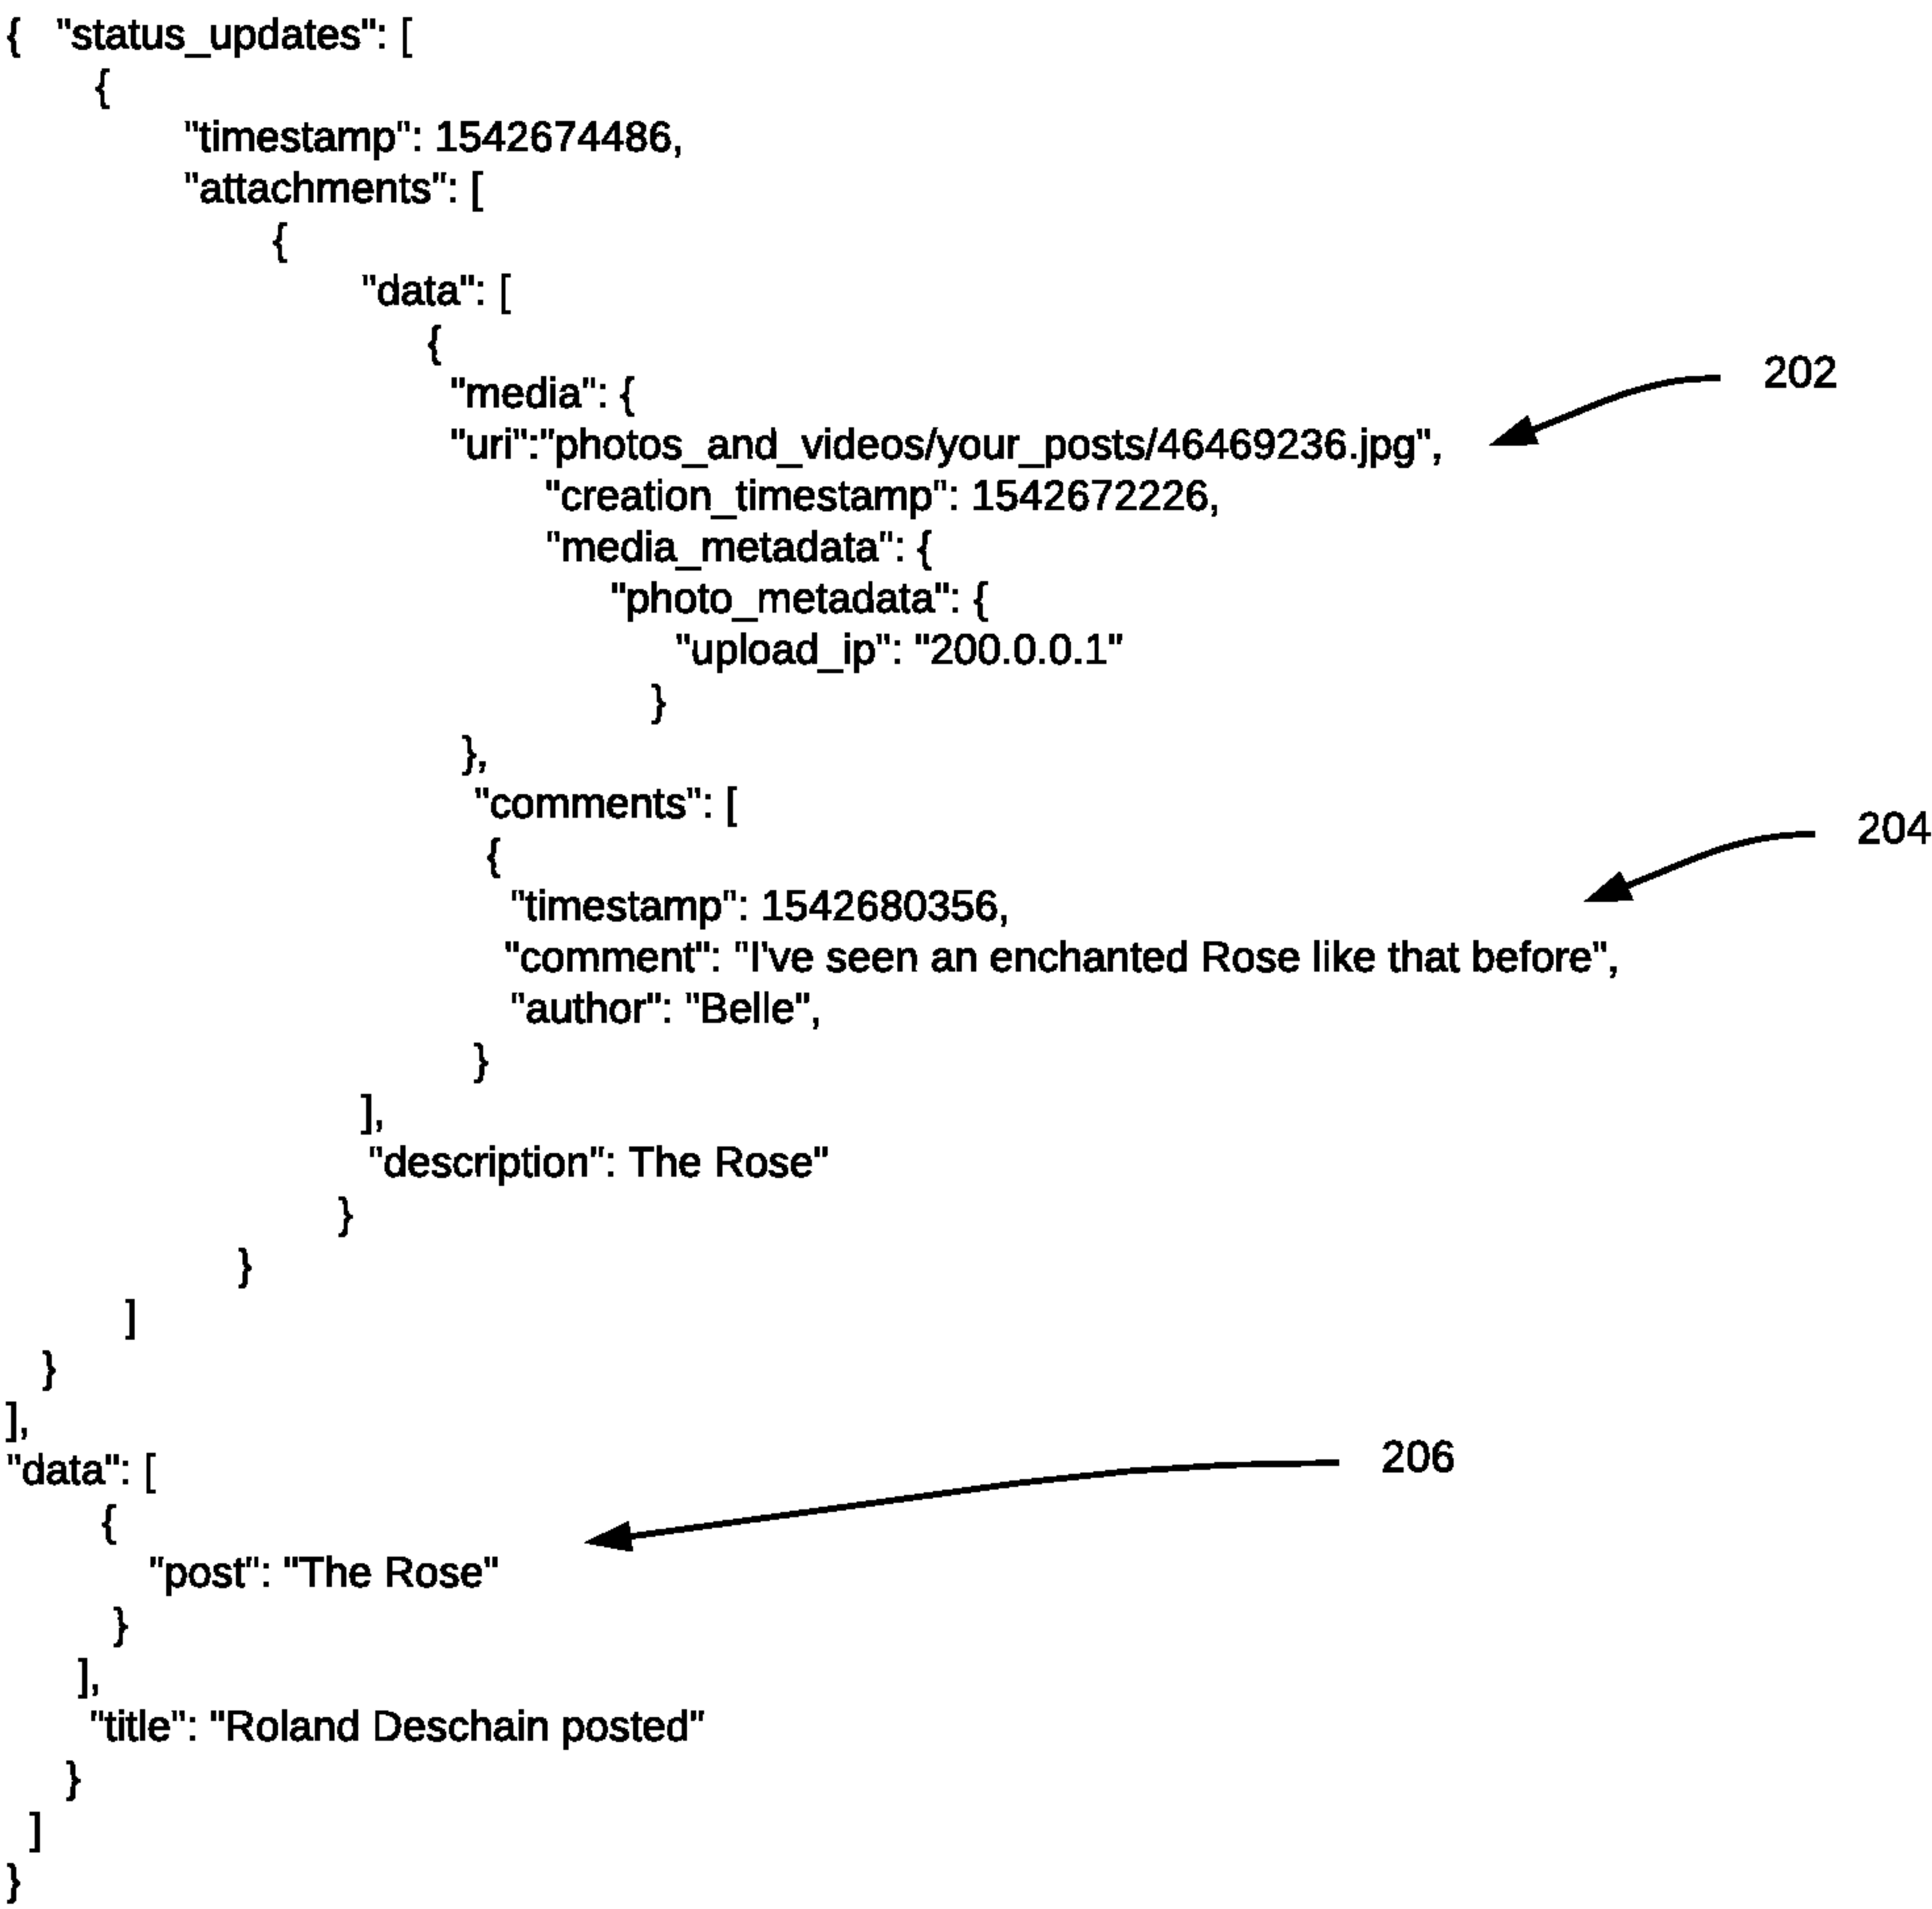 { "status_updates": [
{
"timestamp": 1542674486,
"attachments": [
{
"data": [
{
202
"media": {
"uri":"photos_and_videos/your_posts/46469236.jpg",
"creation_timestamp": 1542672226,
"media_metadata": {
"photo_metadata": {
"upload_ip": "200.0.0.1"
}
},
"comments": [
204
{
"timestamp": 1542680356,
"comment": "I've seen an enchanted Rose like that before",
"author": "Belle",
}
],
"description": The Rose"
}
}
]
}
],
206
"data": [
{
"post": "The Rose"
}
],
"title": "Roland Deschain posted"
}
]
}